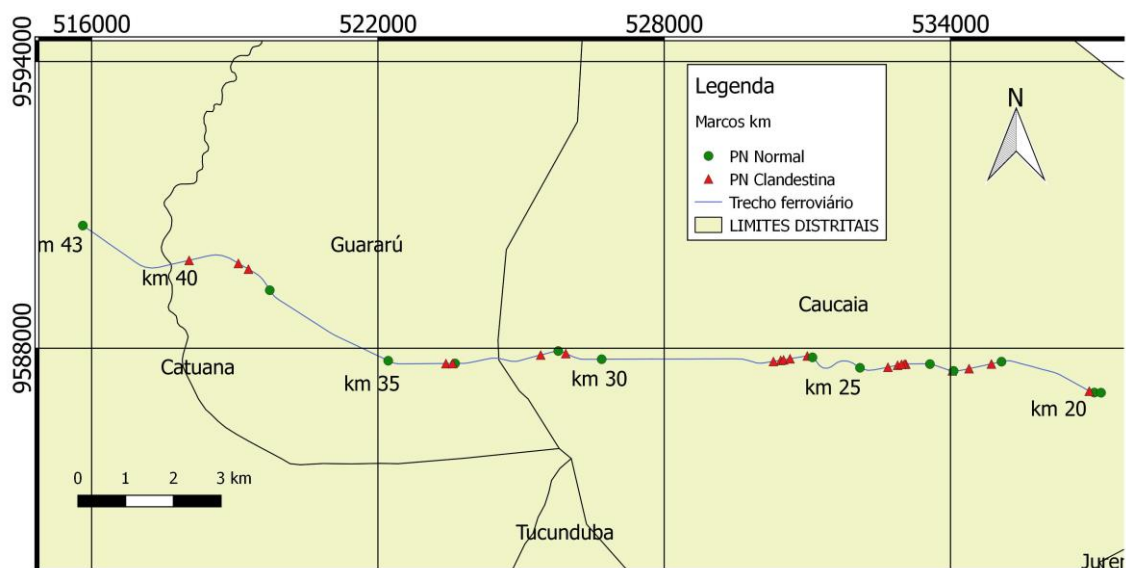 516000 522000 528000 534000
9594000
Legenda
Marcos km
PN Normal
PN Clandestina
Trecho ferroviário
LIMITES DISTRITAIS
N
m 43
Guararú
km 40
Caucaia
9588000
Catuana
km 35
km 30
km 25
km 20
0 1 2 3 km
Tucunduba
Jurer